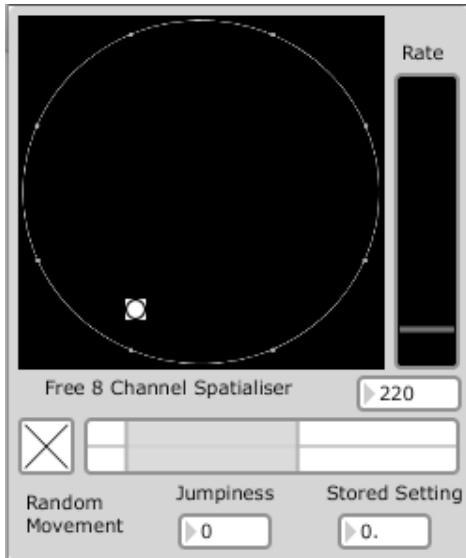 Rate
Free 8 Channel Spatialiser
220
Random
Movement
Jumpiness
0
Stored Setting
0.